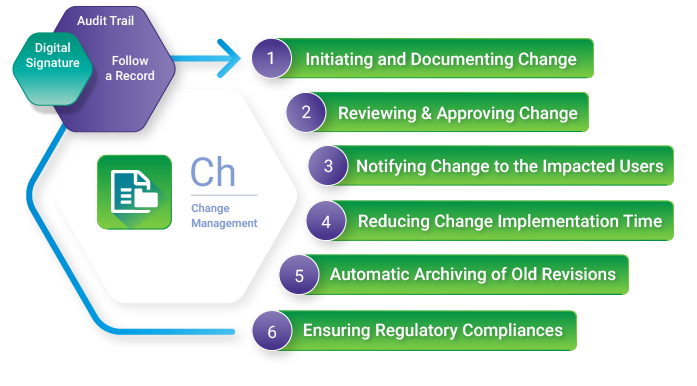 Audit Trail
Digital
Signature
Follow
a Record
Ch
Change
Management
1 Initiating and Documenting Change
2 Reviewing & Approving Change
3 Notifying Change to the Impacted Users
4 Reducing Change Implementation Time
5 Automatic Archiving of Old Revisions
6 Ensuring Regulatory Compliances